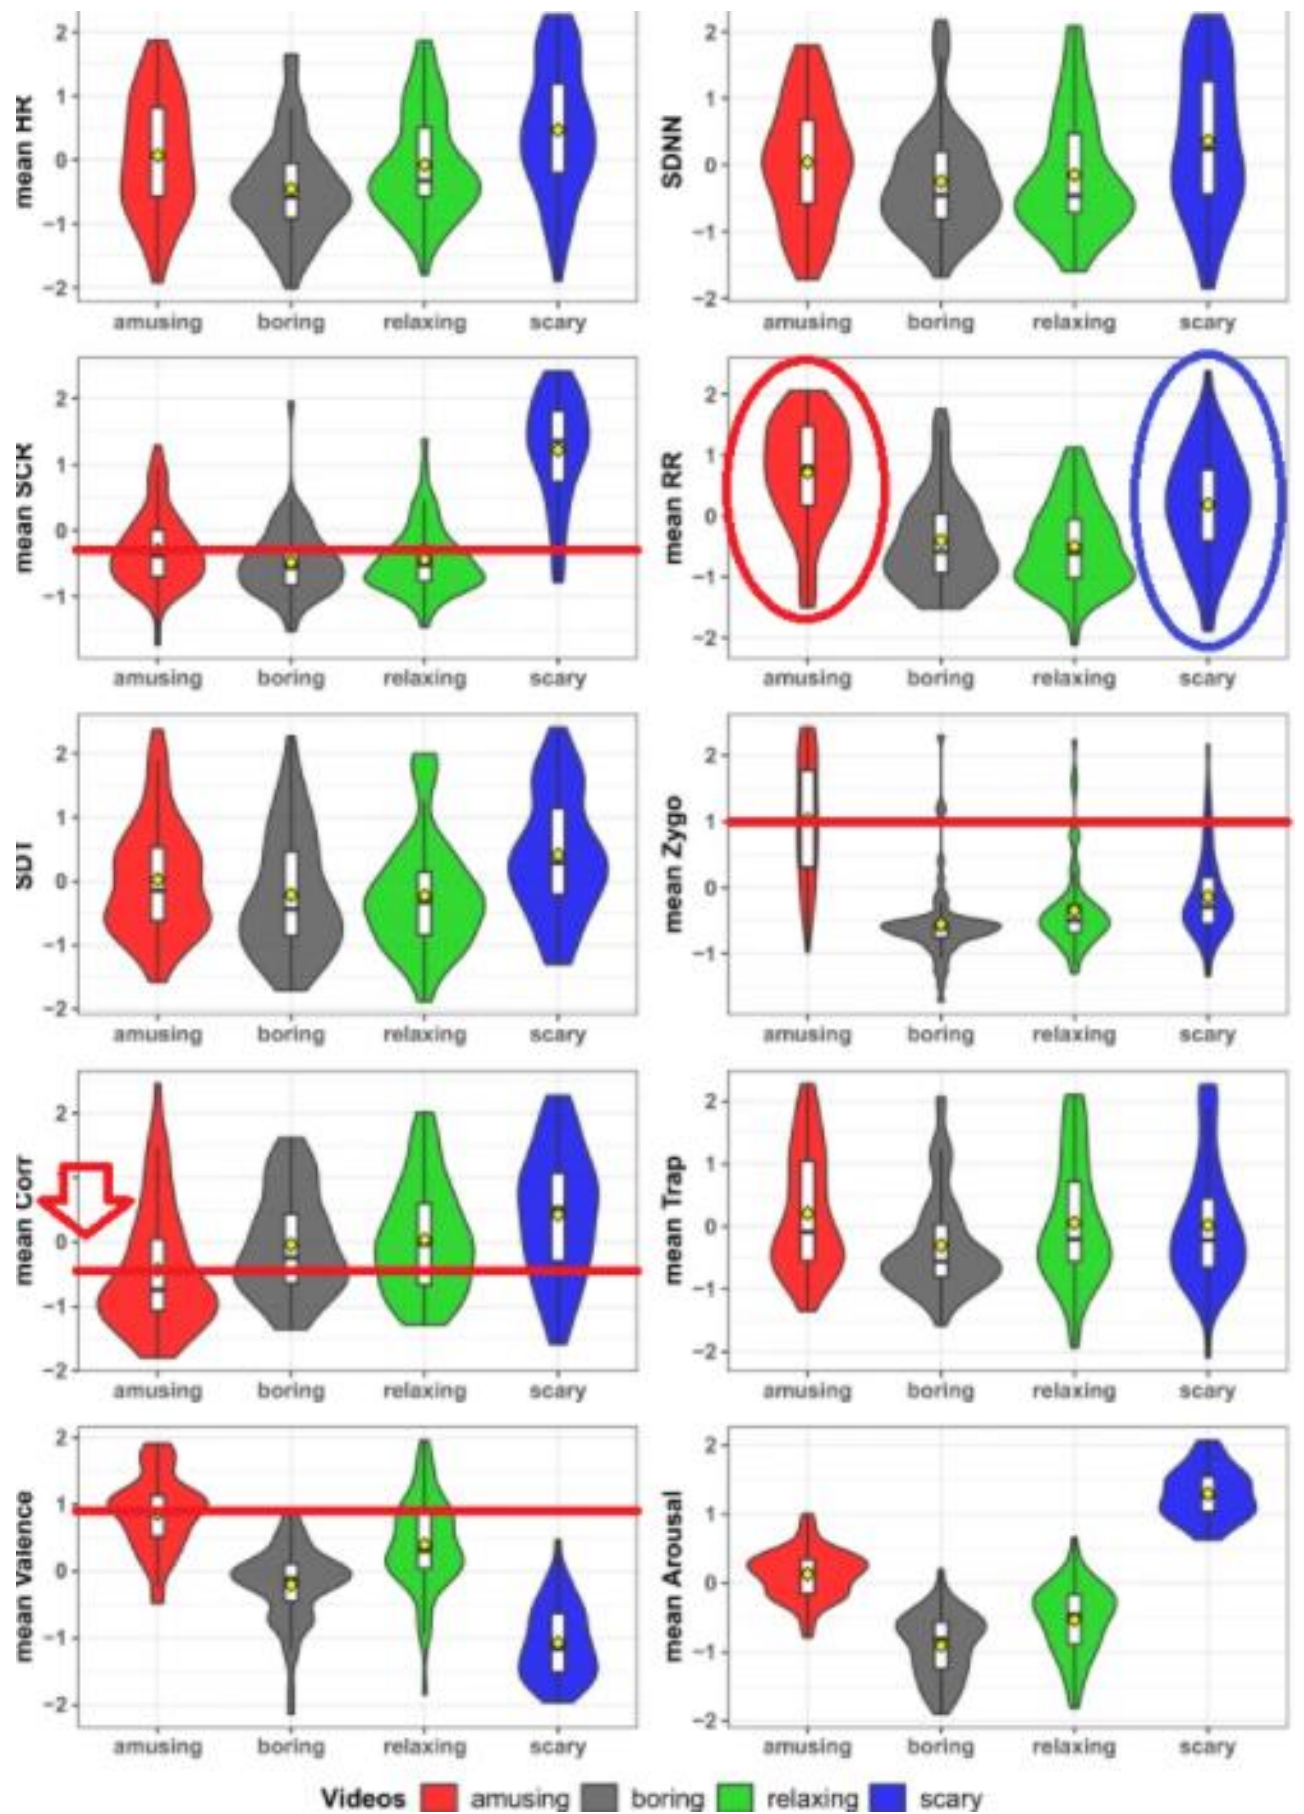 mean HR
2
1
0
−1
−2
amusing boring relaxing scary
SDNN
2
1
0
−1
−2
amusing boring relaxing scary
mean SCR
2
1
0
−1
amusing boring relaxing scary
mean RR
2
1
0
−1
−2
amusing boring relaxing scary
SDT
2
1
0
−1
−2
amusing boring relaxing scary
mean Zygo
2
1
0
−1
amusing boring relaxing scary
mean Corr
2
0
−1
−2
amusing boring relaxing scary
mean Trap
2
1
0
−1
−2
amusing boring relaxing scary
mean Valence
2
1
0
−1
−2
amusing boring relaxing scary
mean Arousal
2
1
0
−1
−2
amusing boring relaxing scary
Videos amusing boring relaxing scary